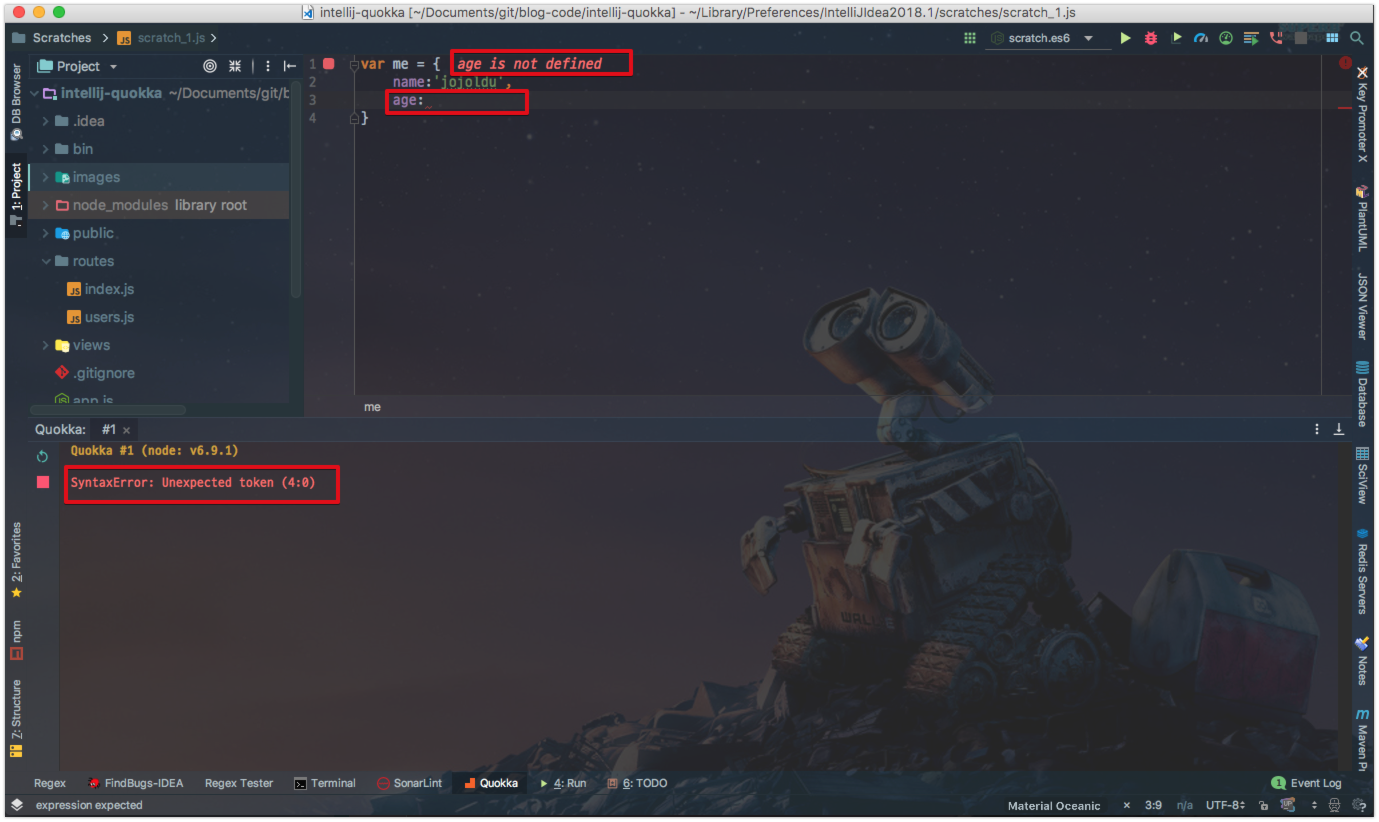 intellij-quokka [~/Documents/git/blog-code/intellij-quokka] - ~/Library/Preferences/IntelliJIdea2018.1/scratches/scratch_1.js
Scratches > scratch_1.js >
scratch.es6
DB Browser
1: Project
2: Favorites
npm
7: Structure
Project
intellij-quokka ~/Documents/git/b
.idea
bin
images
node_modules library root
public
routes
JS index.js
JS users.js
views
.gitignore
app.js
1 var me = { age is not defined
2 name:'jojoldu',
3 age:
4 }
me
Key Promoter X
PlantUML
JSON Viewer
Database
SciView
Redis Servers
Notes
Maven Pr
Quokka: #1 ×
Quokka #1 (node: v6.9.1)
SyntaxError: Unexpected token (4:0)
WALL·E
Regex FindBugs-IDEA Regex Tester Terminal SonarLint Quokka 4: Run 6: TODO 1 Event Log
expression expected Material Oceanic × 3:9 n/a UTF-8